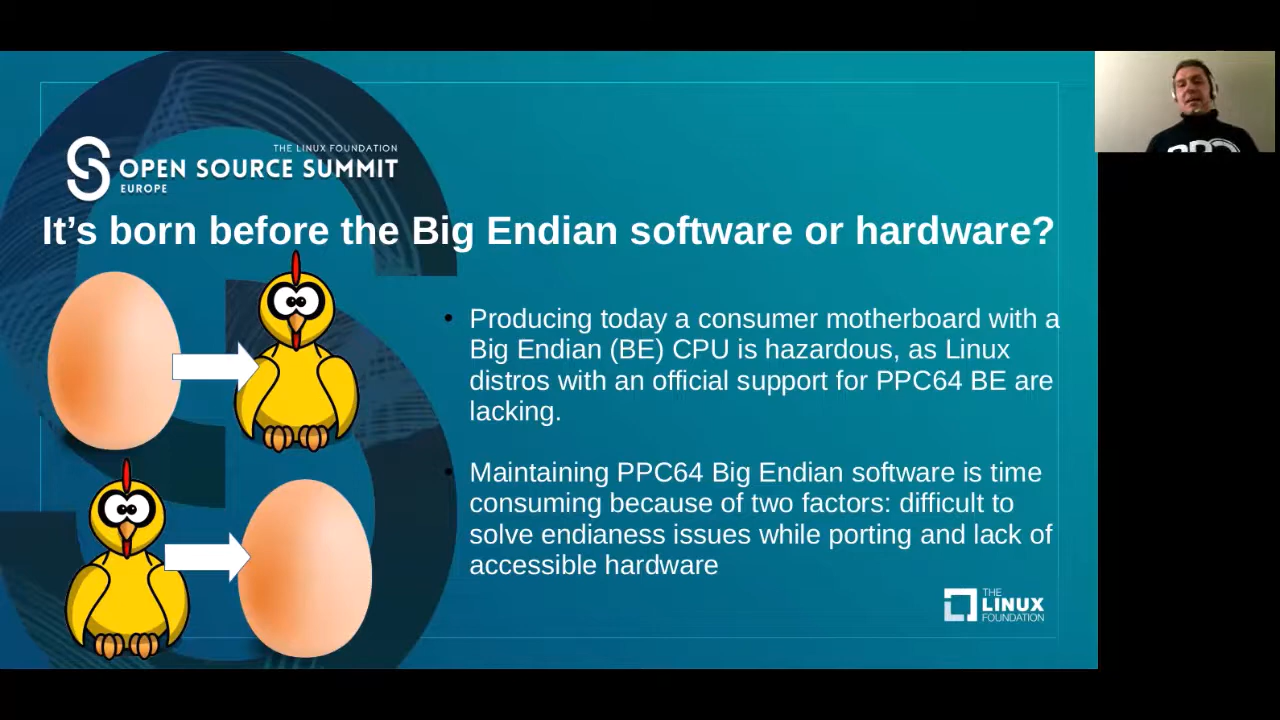 THE LINUX FOUNDATION
OPEN SOURCE SUMMIT
EUROPE
It's born before the Big Endian software or hardware?
• Producing today a consumer motherboard with a
Big Endian (BE) CPU is hazardous, as Linux
distros with an official support for PPC64 BE are
lacking.
• Maintaining PPC64 Big Endian software is time
consuming because of two factors: difficult to
solve endianess issues while porting and lack of
accessible hardware
THE
LINUX
FOUNDATION